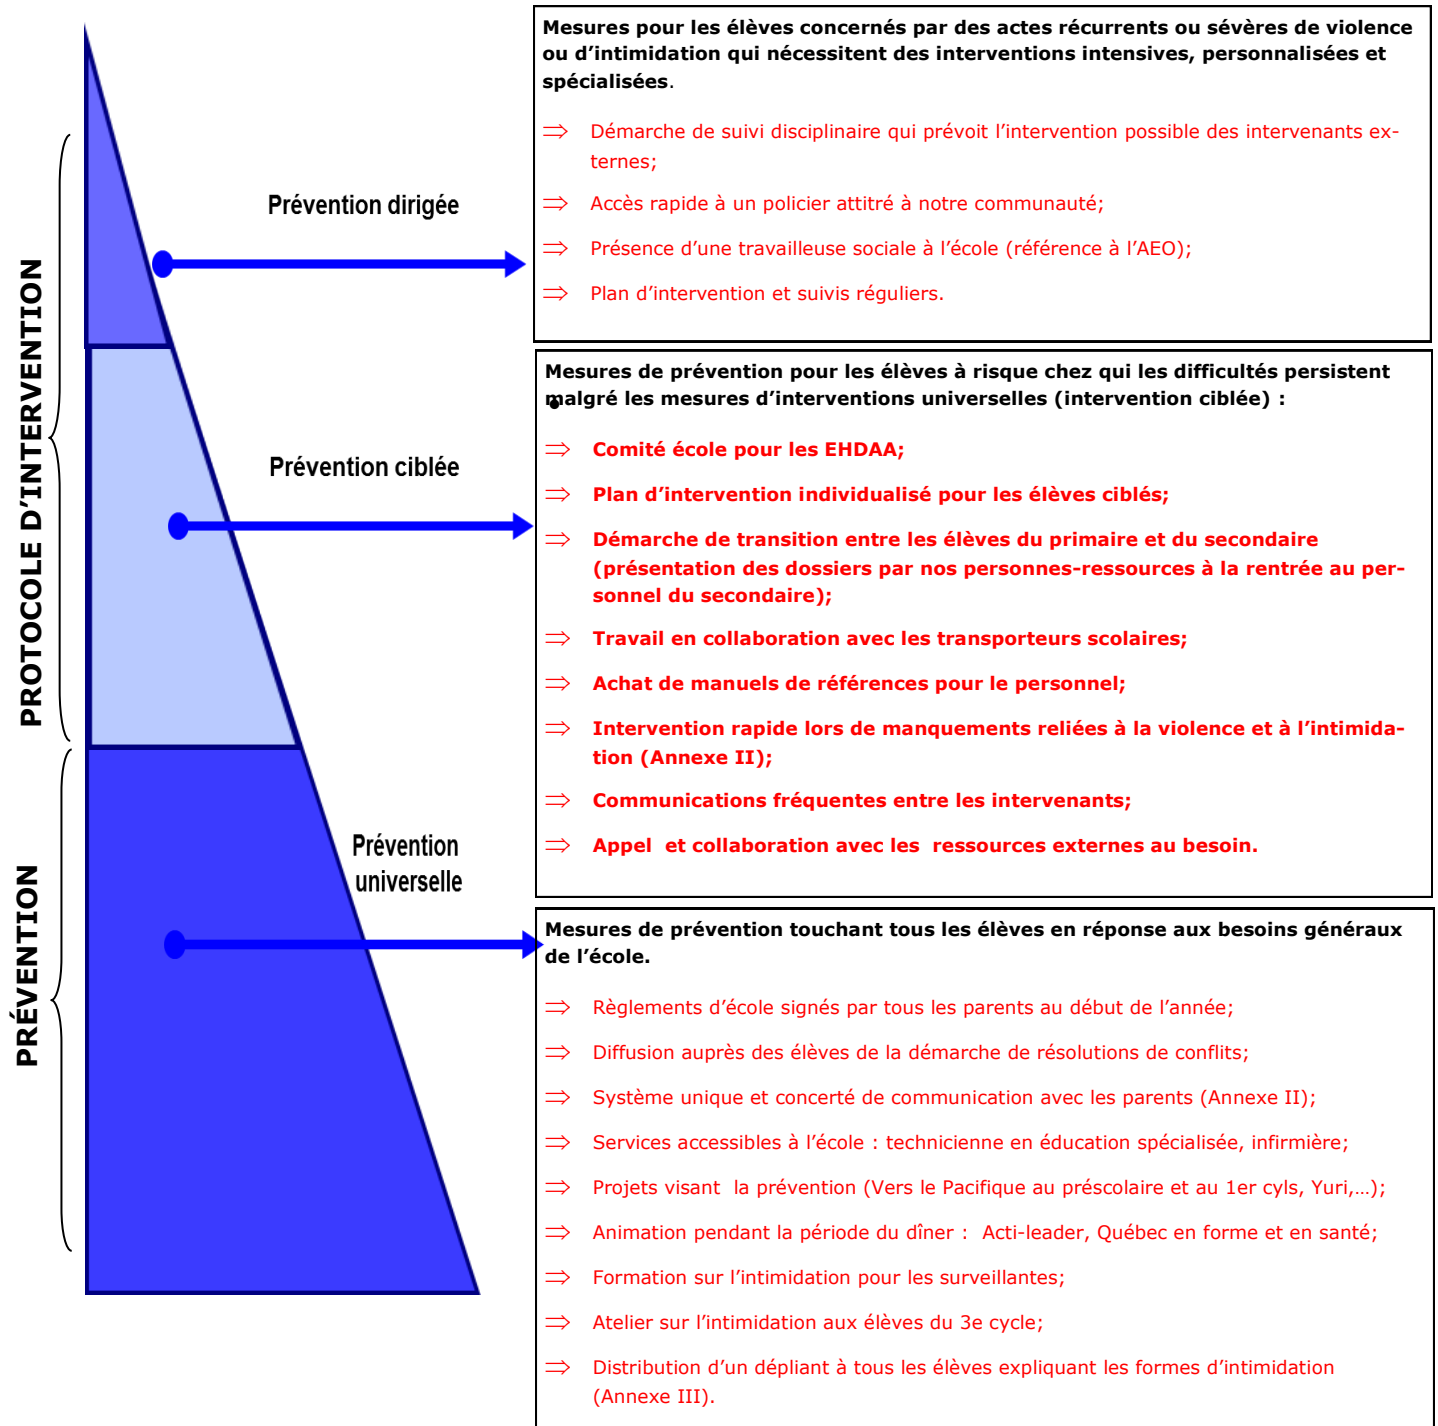 Mesures pour les élèves concernés par des actes récurrents ou sévères de violence
ou d'intimidation qui nécessitent des interventions intensives, personnalisées et
spécialisées.
⇒ Démarche de suivi disciplinaire qui prévoit l'intervention possible des intervenants ex-
ternes;
⇒ Accès rapide à un policier attitré à notre communauté;
⇒ Présence d'une travailleuse sociale à l'école (référence à l'AEO);
⇒ Plan d'intervention et suivis réguliers.
Prévention dirigée
PROTOCOLE D'INTERVENTION
Mesures de prévention pour les élèves à risque chez qui les difficultés persistent
malgré les mesures d'interventions universelles (intervention ciblée) :
⇒ Comité école pour les EHDAA;
⇒ Plan d'intervention individualisé pour les élèves ciblés;
⇒ Démarche de transition entre les élèves du primaire et du secondaire
(présentation des dossiers par nos personnes-ressources à la rentrée au per-
sonnel du secondaire);
⇒ Travail en collaboration avec les transporteurs scolaires;
⇒ Achat de manuels de références pour le personnel;
⇒ Intervention rapide lors de manquements reliées à la violence et à l'intimida-
tion (Annexe II);
⇒ Communications fréquentes entre les intervenants;
⇒ Appel et collaboration avec les ressources externes au besoin.
Prévention ciblée
Prévention
universelle
PRÉVENTION
Mesures de prévention touchant tous les élèves en réponse aux besoins généraux
de l'école.
⇒ Règlements d'école signés par tous les parents au début de l'année;
⇒ Diffusion auprès des élèves de la démarche de résolutions de conflits;
⇒ Système unique et concerté de communication avec les parents (Annexe II);
⇒ Services accessibles à l'école : technicienne en éducation spécialisée, infirmière;
⇒ Projets visant la prévention (Vers le Pacifique au préscolaire et au 1er cyls, Yuri,…);
⇒ Animation pendant la période du dîner : Acti-leader, Québec en forme et en santé;
⇒ Formation sur l'intimidation pour les surveillantes;
⇒ Atelier sur l'intimidation aux élèves du 3e cycle;
⇒ Distribution d'un dépliant à tous les élèves expliquant les formes d'intimidation
(Annexe III).